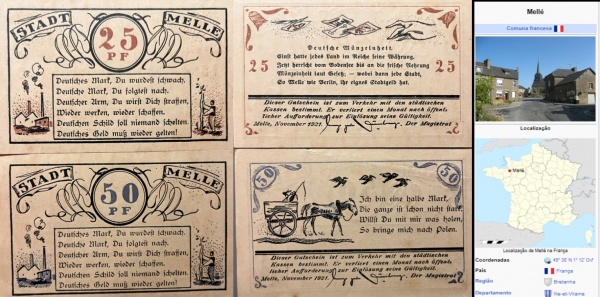 STADT MELLE
25
PF
Deutsches Mark, Du wurdest schwach,
Deutsche Mark, Du folgtest nach.
Deutscher Arm, Du wirst Dich straffen,
Wieder werken, wieder schaffen.
Deutschen Schild soll niemand schelten.
Deutsches Geld muß wieder gelten!
Deutsche Münzeinheit.
Einst hatte jedes Land im Reiche seine Währung.
Jetzt herrscht vom Bodensee bis an die frische Nehrung
25 Münzeinheit laut Gesetz; — wobei dann jede Stadt, 25
So Melle wie Berlin, ihr eignes Stadtgeld hat.
Dieser Gutschein ist zum Verkehr mit den städtischen
Kassen bestimmt. Er verliert einen Monat nach öffent-
licher Aufforderung zur Einlösung seine Gültigkeit.
Melle, November 1921. Der Magistrat
STADT MELLE
50
PF
Deutsches Mark, Du wurdest schwach,
Deutsche Mark, Du folgtest nach.
Deutscher Arm, Du wirst Dich straffen,
Wieder werken, wieder schaffen.
Deutschen Schild soll niemand schelten.
Deutsches Geld muß wieder gelten!
50 50
Ich bin eine halbe Mark,
Die ganze ist schon nicht stark.
Willst Du mit mir was holen,
So bringe mich nach Polen.
Dieser Gutschein ist zum Verkehr mit den städtischen
Kassen bestimmt. Er verliert einen Monat nach öffent-
licher Aufforderung zur Einlösung seine Gültigkeit.
Melle, November 1921. Der Magistrat
Mellé
Comuna francesa
Localização
Mellé
Localização de Mellé na França
Coordenadas 48° 30' N 1° 12' O
País França
Região Bretanha
Departamento Ille-et-Vilaine